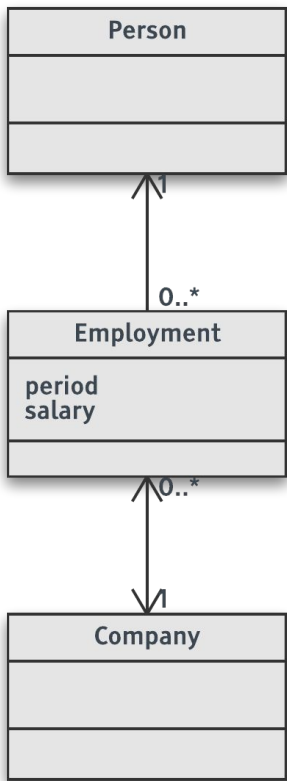 Person
1
0..*
Employment
period
salary
0..*
1
Company